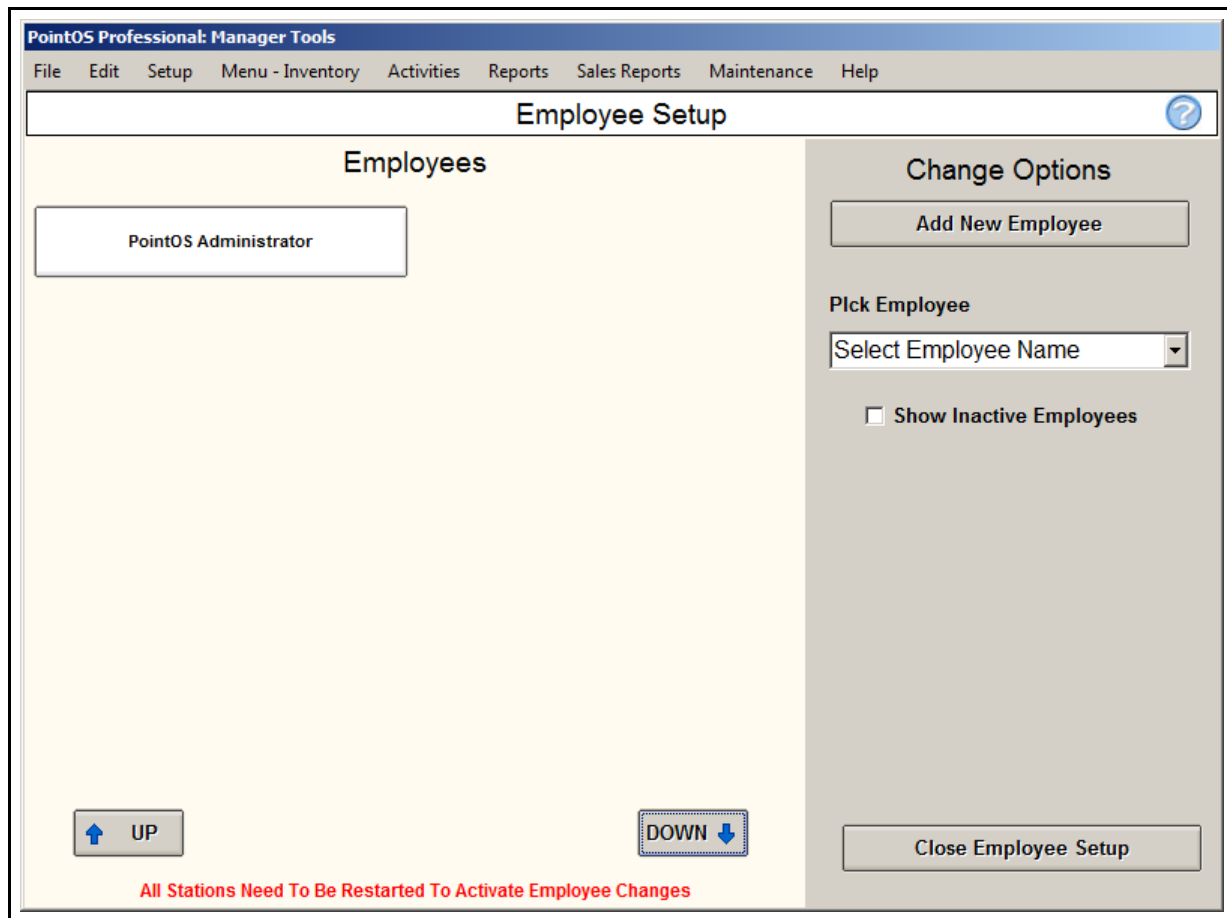 PointOS Professional: Manager Tools
File Edit Setup Menu - Inventory Activities Reports Sales Reports Maintenance Help
Employee Setup
?
Employees
PointOS Administrator
Change Options
Add New Employee
PIck Employee
Select Employee Name
Show Inactive Employees
UP
DOWN
Close Employee Setup
All Stations Need To Be Restarted To Activate Employee Changes